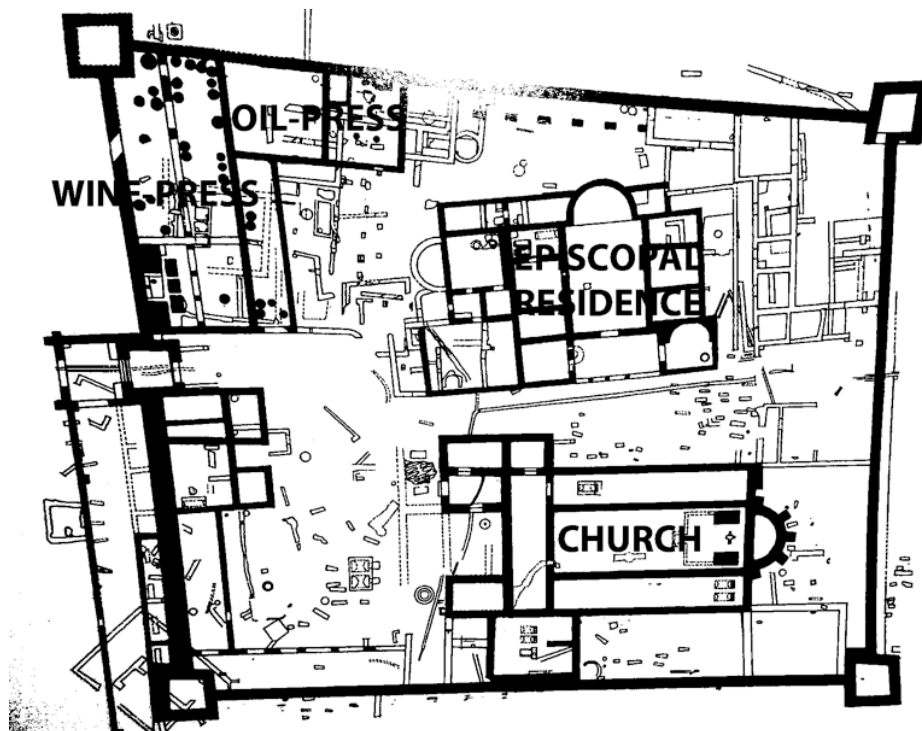 OIL-PRESS
WINE-PRESS
EPISCOPAL
RESIDENCE
CHURCH